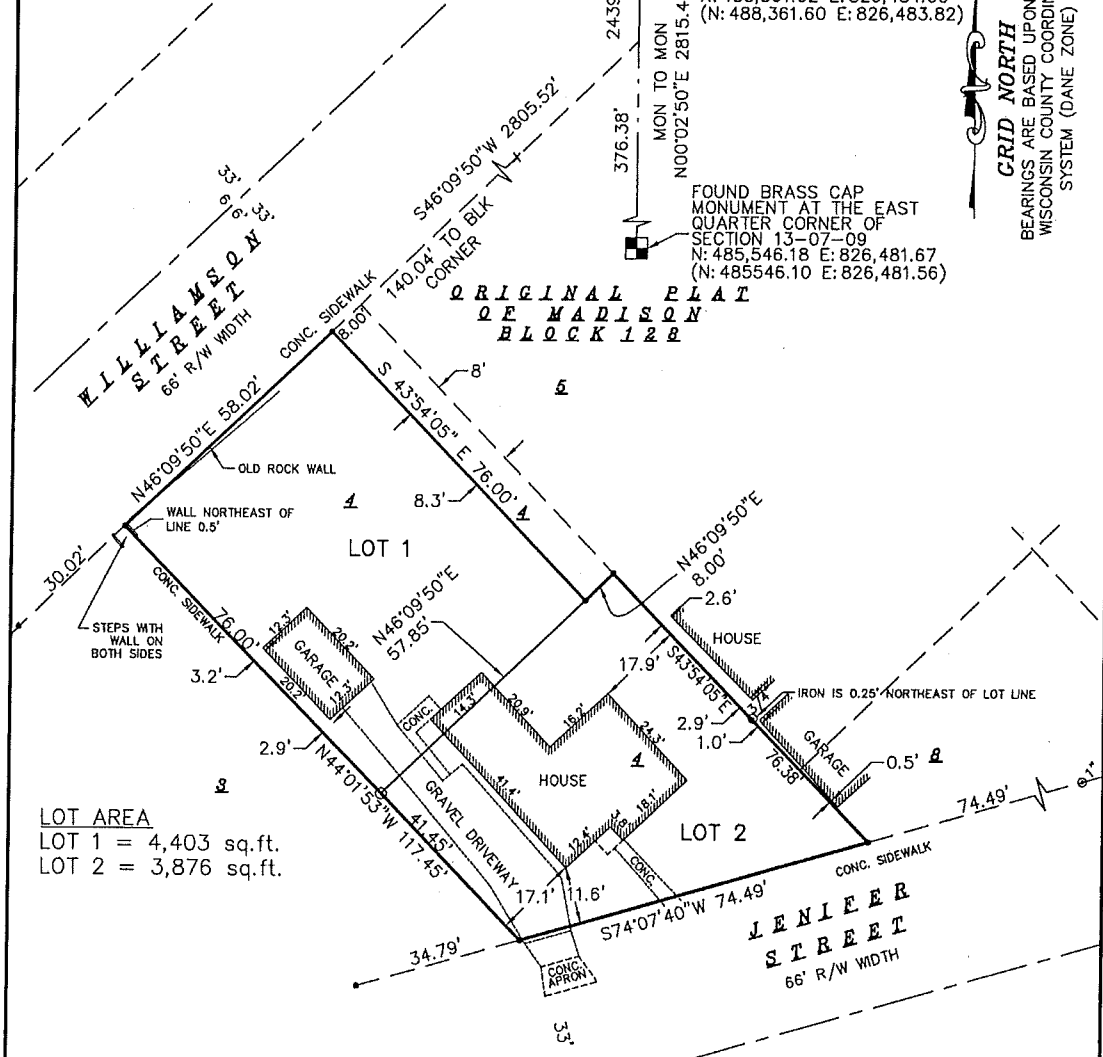 2439
MON TO MON
N00°02'50"E 2815.4
376.38'
(N: 488,361.60 E: 826,483.82)
GRID NORTH
BEARINGS ARE BASED UPON
WISCONSIN COUNTY COORDIN
SYSTEM (DANE ZONE)
FOUND BRASS CAP
MONUMENT AT THE EAST
QUARTER CORNER OF
SECTION 13-07-09
N: 485,546.18 E: 826,481.67
(N: 485546.10 E: 826,481.56)
S46°09'50"W 2805.52'
140.04' TO BLK
CORNER
33'
66'
33'
WILLIAMSON
STREET
66' R/W WIDTH
CONC. SIDEWALK
8.00'
ORIGINAL PLAT
OF MADISON
BLOCK 128
8'
5
N46°09'50"E 58.02'
OLD ROCK WALL
S 43°54'05" E 76.00'
8.3'
4
4
WALL NORTHEAST OF
LINE 0.5'
LOT 1
30.02'
STEPS WITH
WALL ON
BOTH SIDES
CONC. SIDEWALK
76.00'
N46°09'50"E
8.00'
N46°09'50"E
57.85'
2.6'
HOUSE
12.3'
20.2'
GARAGE
20.2'
12.3'
3.2'
17.9'
S43°54'05"E
IRON IS 0.25' NORTHEAST OF LOT LINE
3.4'
2.9'
1.0'
GARAGE
76.38'
0.5'
8
CONC.
14.3'
20.9'
16.2'
24.3'
HOUSE
4
41.4'
12.4'
18.1'
2.9'
3
N44°01'53"W 117.45'
41.45'
GRAVEL DRIVEWAY
LOT 2
CONC.
74.49'
1"
LOT AREA
LOT 1 = 4,403 sq.ft.
LOT 2 = 3,876 sq.ft.
17.1'
11.6'
CONC. SIDEWALK
S74°07'40"W 74.49'
JENIFER
STREET
66' R/W WIDTH
34.79'
CONC.
APRON
33'